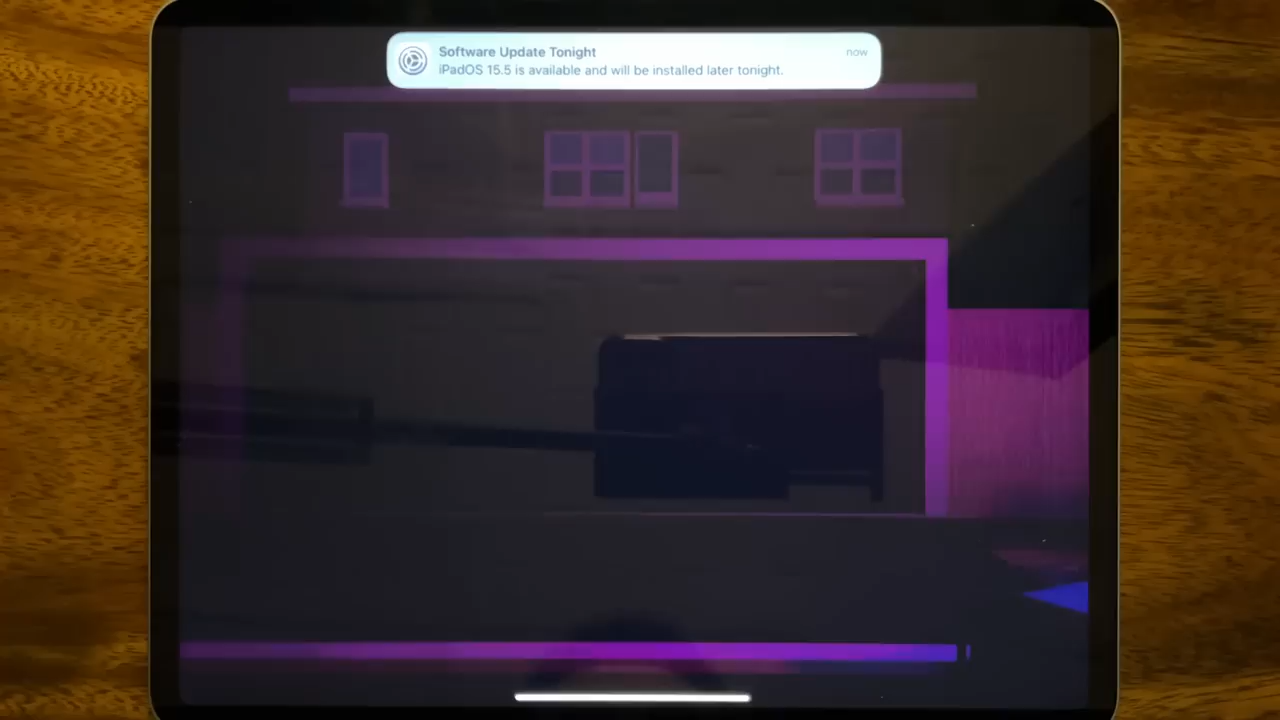 Software Update Tonight
now
iPadOS 15.5 is available and will be installed later tonight.